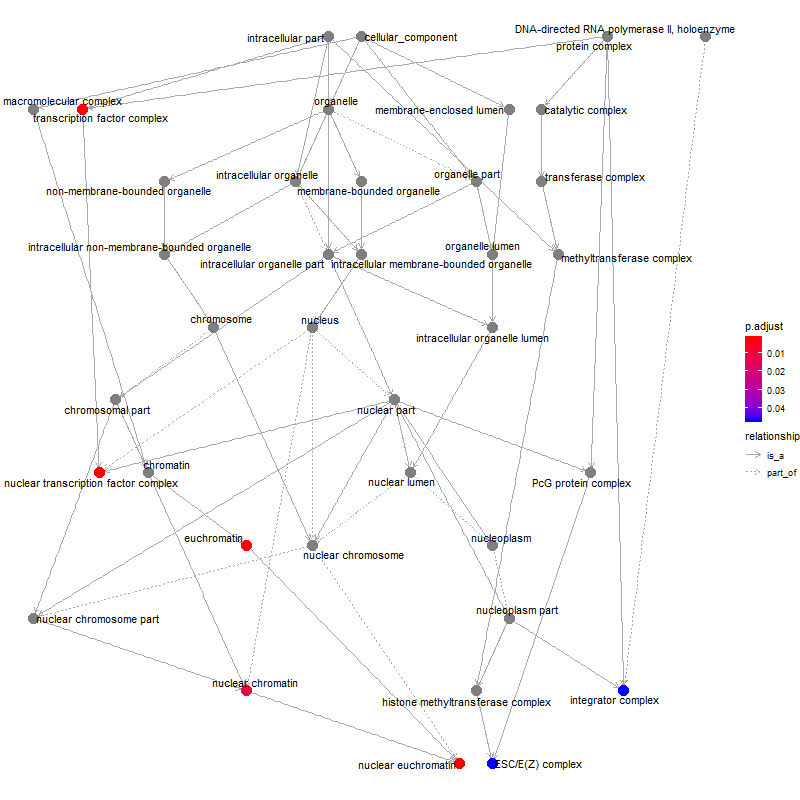 DNA-directed RNA polymerase II, holoenzyme
intracellular part
cellular_component
protein complex
macromolecular complex
organelle
membrane-enclosed lumen
catalytic complex
transcription factor complex
intracellular organelle
organelle part
transferase complex
non-membrane-bounded organelle
membrane-bounded organelle
intracellular non-membrane-bounded organelle
organelle lumen
intracellular organelle part
intracellular membrane-bounded organelle
methyltransferase complex
chromosome
nucleus
intracellular organelle lumen
p.adjust
0.01
0.02
0.03
0.04
chromosomal part
nuclear part
relationship
is_a
part_of
chromatin
nuclear transcription factor complex
nuclear lumen
PcG protein complex
euchromatin
nuclear chromosome
nucleoplasm
nuclear chromosome part
nucleoplasm part
nuclear chromatin
histone methyltransferase complex
integrator complex
nuclear euchromatin
ESC/E(Z) complex